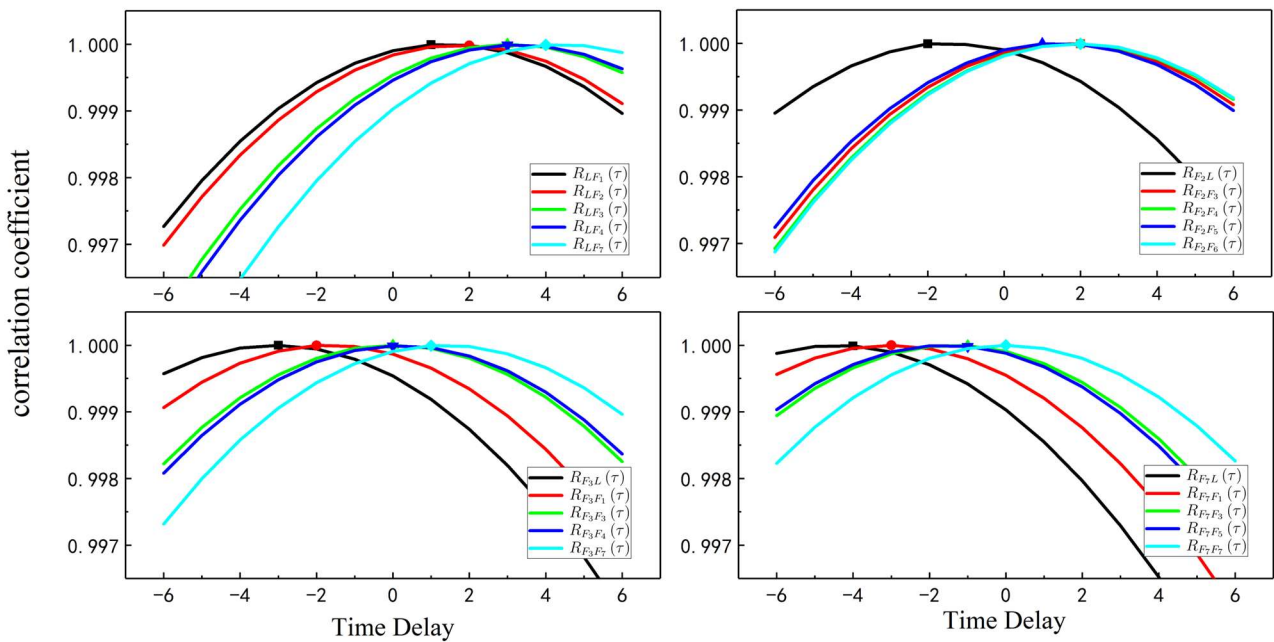 correlation coefficient
1.000
0.999
0.998
0.997
R_{LF_1}(τ)
R_{LF_2}(τ)
R_{LF_3}(τ)
R_{LF_4}(τ)
R_{LF_7}(τ)
−6 −4 −2 0 2 4 6
1.000
0.999
0.998
0.997
R_{F_2L}(τ)
R_{F_2F_3}(τ)
R_{F_2F_4}(τ)
R_{F_2F_5}(τ)
R_{F_2F_6}(τ)
−6 −4 −2 0 2 4 6
1.000
0.999
0.998
0.997
R_{F_3L}(τ)
R_{F_3F_1}(τ)
R_{F_3F_3}(τ)
R_{F_3F_4}(τ)
R_{F_3F_7}(τ)
−6 −4 −2 0 2 4 6
Time Delay
1.000
0.999
0.998
0.997
R_{F_7L}(τ)
R_{F_7F_1}(τ)
R_{F_7F_3}(τ)
R_{F_7F_5}(τ)
R_{F_7F_7}(τ)
−6 −4 −2 0 2 4 6
Time Delay